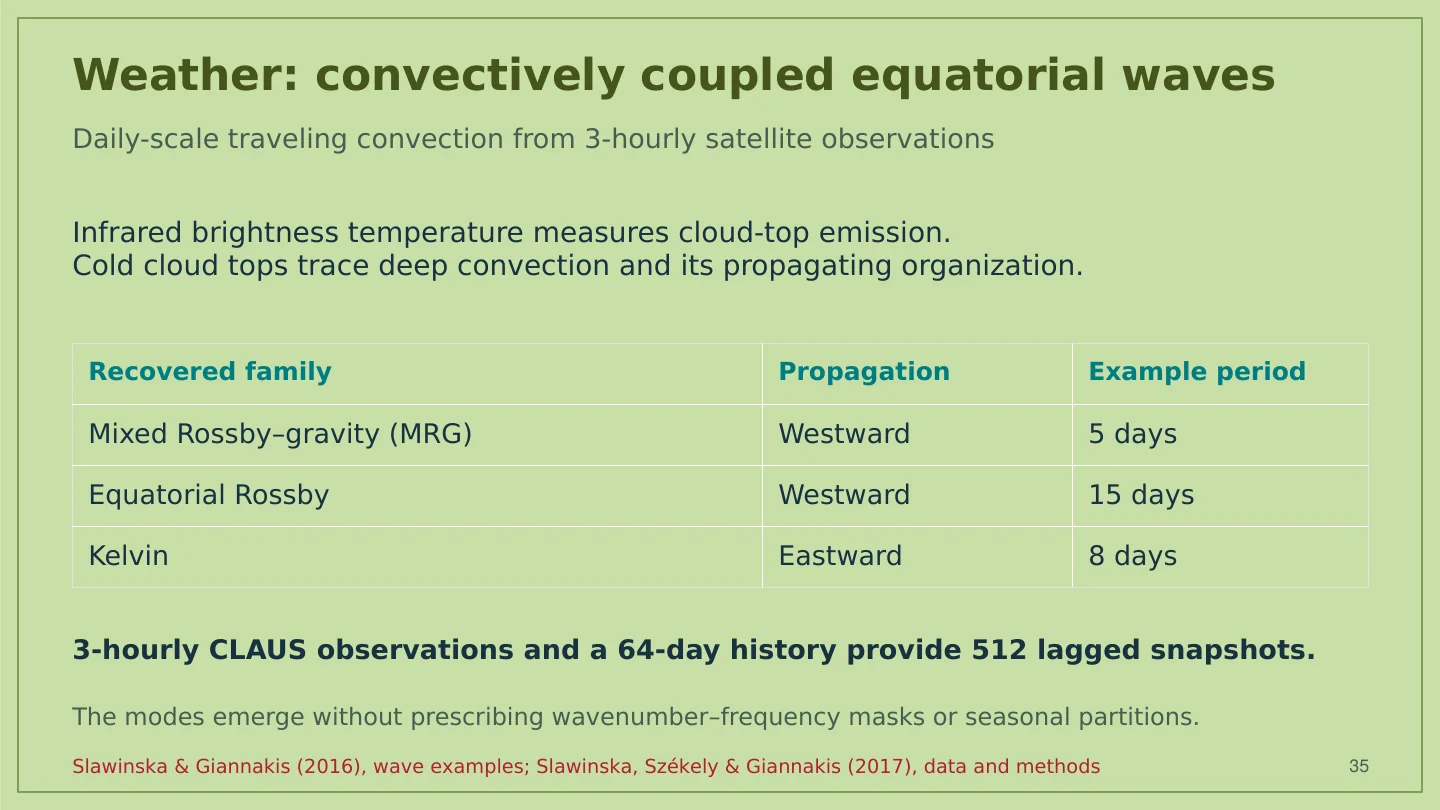 Weather: convectively coupled equatorial waves
Daily-scale traveling convection from 3-hourly satellite observations
Infrared brightness temperature measures cloud-top emission.
Cold cloud tops trace deep convection and its propagating organization.
Recovered family Propagation Example period
Mixed Rossby–gravity (MRG) Westward 5 days
Equatorial Rossby Westward 15 days
Kelvin Eastward 8 days
3-hourly CLAUS observations and a 64-day history provide 512 lagged snapshots.
The modes emerge without prescribing wavenumber–frequency masks or seasonal partitions.
Slawinska & Giannakis (2016), wave examples; Slawinska, Székely & Giannakis (2017), data and methods 35